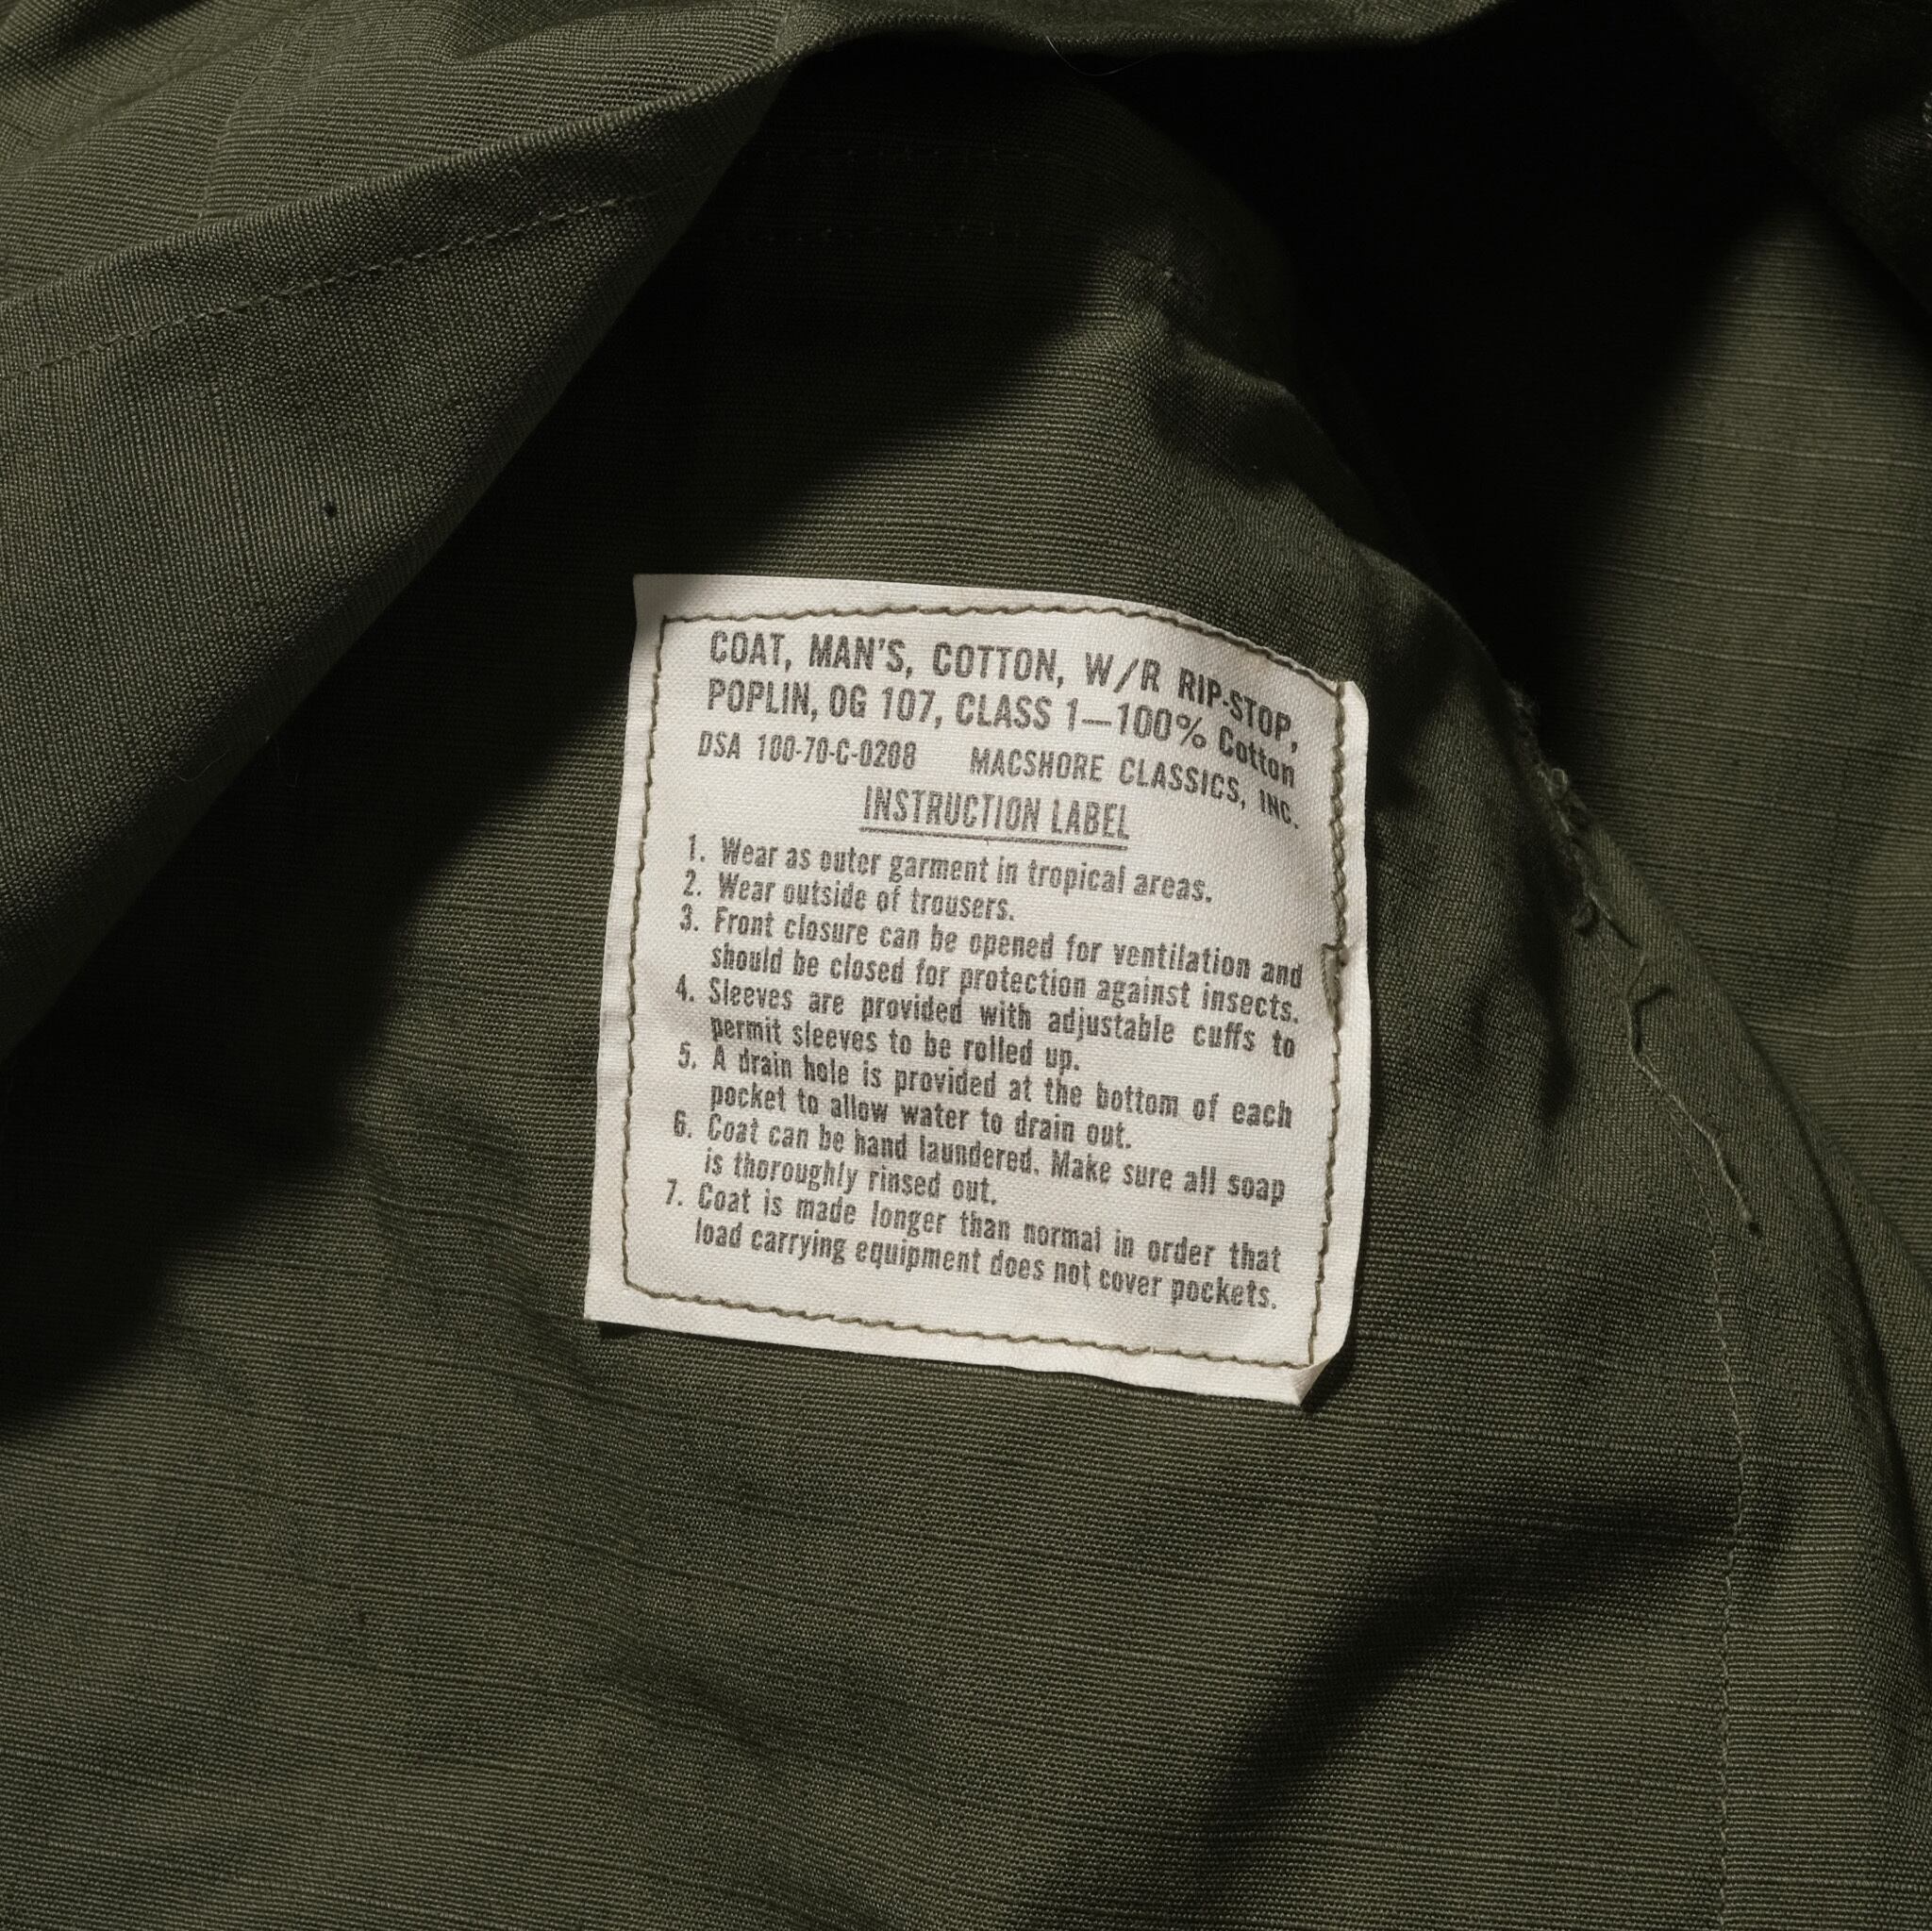 COAT, MAN'S, COTTON, W/R RIP-STOP,
POPLIN, OG 107, CLASS 1—100% Cotton
DSA 100-70-C-0208 MACSHORE CLASSICS, INC.
INSTRUCTION LABEL
1. Wear as outer garment in tropical areas.
2. Wear outside of trousers.
3. Front closure can be opened for ventilation and
should be closed for protection against insects.
4. Sleeves are provided with adjustable cuffs to
permit sleeves to be rolled up.
5. A drain hole is provided at the bottom of each
pocket to allow water to drain out.
6. Coat can be hand laundered. Make sure all soap
is thoroughly rinsed out.
7. Coat is made longer than normal in order that
load carrying equipment does not cover pockets.